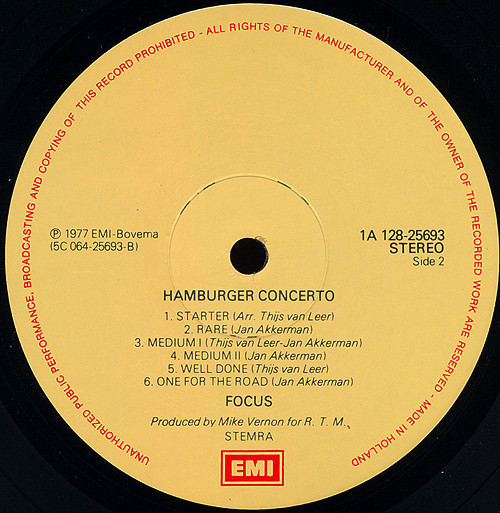 UNAUTHORIZED PUBLIC PERFORMANCE, BROADCASTING AND COPYING OF THIS RECORD PROHIBITED - ALL RIGHTS OF THE MANUFACTURER AND OF THE OWNER OF THE RECORDED WORK ARE RESERVED - MADE IN HOLLAND
℗ 1977 EMI-Bovema
(5C 064-25693-B)
1A 128-25693
STEREO
Side 2
HAMBURGER CONCERTO
1. STARTER (Arr. Thijs van Leer)
2. RARE (Jan Akkerman)
3. MEDIUM I (Thijs van Leer-Jan Akkerman)
4. MEDIUM II (Jan Akkerman)
5. WELL DONE (Thijs van Leer)
6. ONE FOR THE ROAD (Jan Akkerman)
FOCUS
Produced by Mike Vernon for R. T. M.
STEMRA
EMI